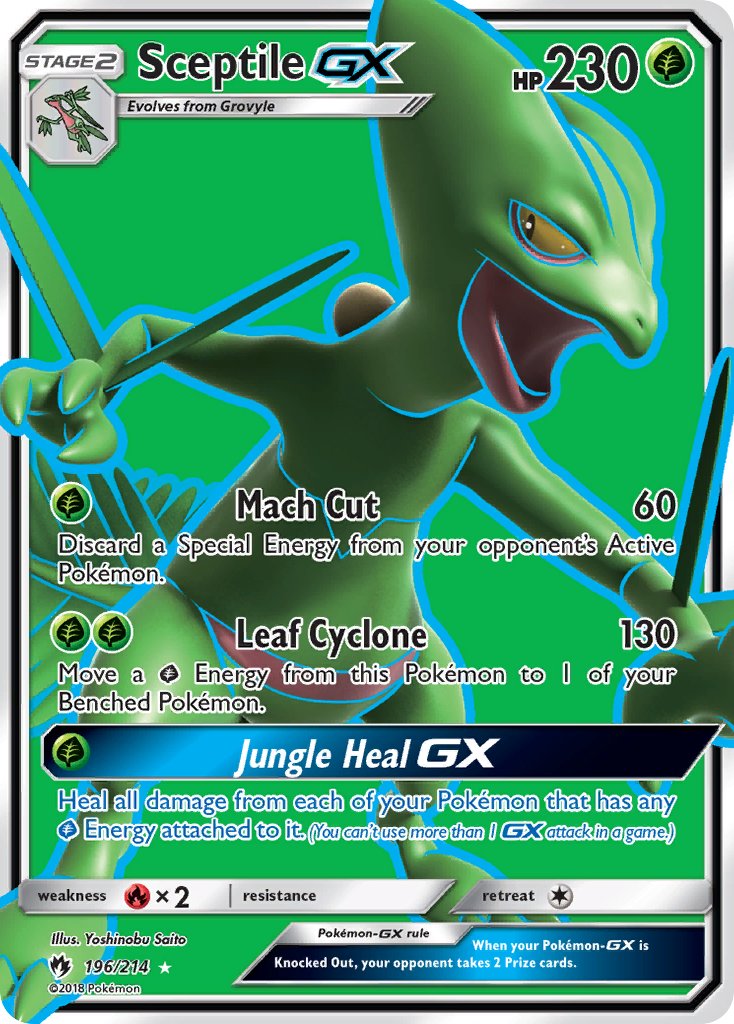 STAGE2 Sceptile GX HP230
Evolves from Grovyle
Mach Cut 60
Discard a Special Energy from your opponent's Active
Pokémon.
Leaf Cyclone 130
Move a Energy from this Pokémon to 1 of your
Benched Pokémon.
Jungle Heal GX
Heal all damage from each of your Pokémon that has any
Energy attached to it. (You can't use more than 1 GX attack in a game.)
weakness ×2 resistance retreat
Illus. Yoshinobu Saito
196/214
©2018 Pokémon
Pokémon-GX rule
When your Pokémon-GX is
Knocked Out, your opponent takes 2 Prize cards.